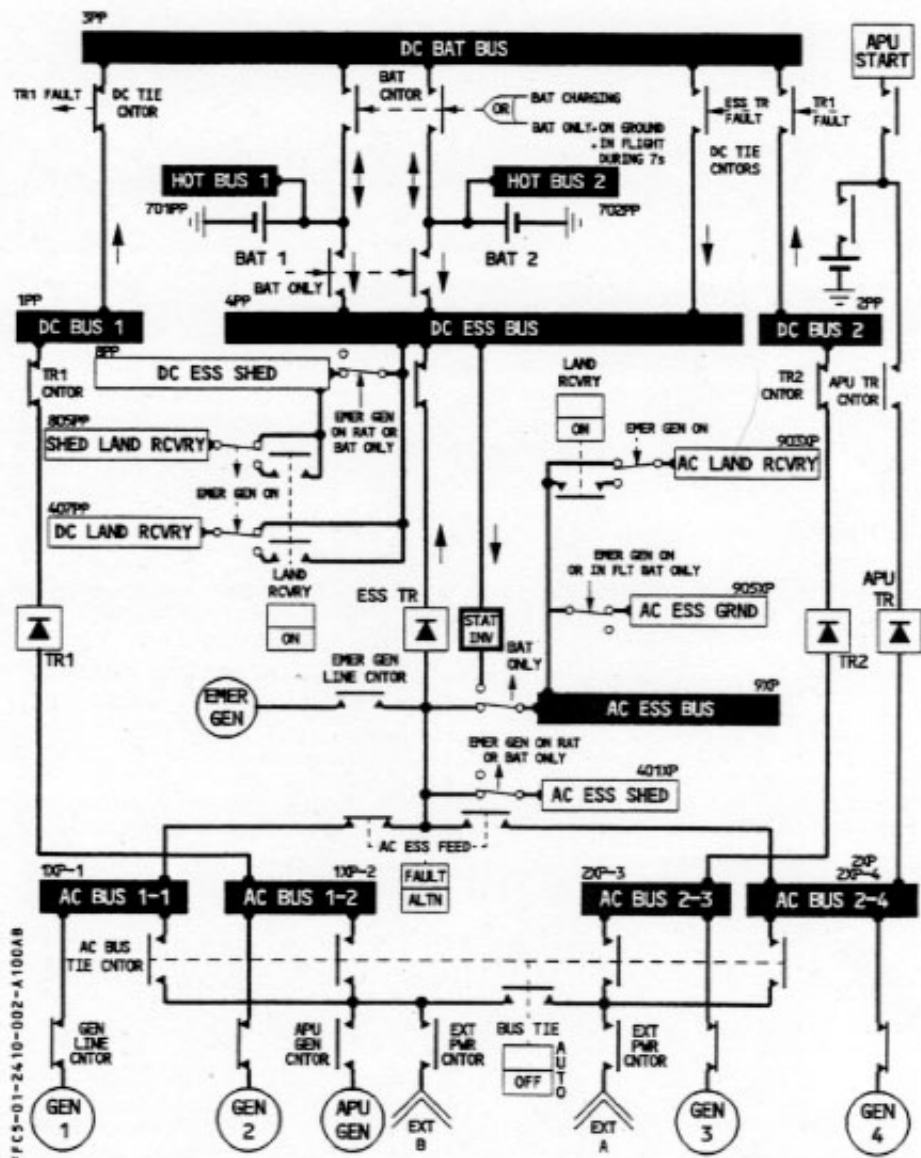 3PP
DC BAT BUS
APU
START
TR1 FAULT
DC TIE
CNTOR
BAT
CNTOR
OR
BAT CHARGING
BAT ONLY.ON GROUND
.IN FLIGHT
DURING 7s
ESS TR
FAULT
TR1
FAULT
DC TIE
CNTORS
HOT BUS 1
HOT BUS 2
701PP
702PP
BAT 1
BAT 2
BAT ONLY
1PP
DC BUS 1
4PP
DC ESS BUS
2PP
DC BUS 2
8PP
DC ESS SHED
TR1
CNTOR
EMER GEN
ON RAT OR
BAT ONLY
LAND
RCVRY
ON
TR2
CNTOR
APU TR
CNTOR
805PP
SHED LAND RCVRY
EMER GEN ON
903XP
AC LAND RCVRY
EMER GEN ON
407PP
DC LAND RCVRY
LAND
RCVRY
ON
EMER GEN ON
OR IN FLT BAT ONLY
905XP
AC ESS GRND
APU
TR
ESS TR
STAT
INV
TR1
TR2
BAT
ONLY
EMER GEN
LINE CNTOR
EMER
GEN
9XP
AC ESS BUS
EMER GEN ON RAT
OR BAT ONLY
401XP
AC ESS SHED
AC ESS FEED
FAULT
ALTN
1XP-1
AC BUS 1-1
1XP-2
AC BUS 1-2
2XP-3
AC BUS 2-3
2XP
2XP-4
AC BUS 2-4
AC BUS
TIE CNTOR
GEN
LINE
CNTOR
APU
GEN
CNTOR
EXT
PWR
CNTOR
BUS TIE
AUTO
OFF
EXT
PWR
CNTOR
GEN
1
GEN
2
APU
GEN
EXT
B
EXT
A
GEN
3
GEN
4
FC5-01-2410-002-A100AB